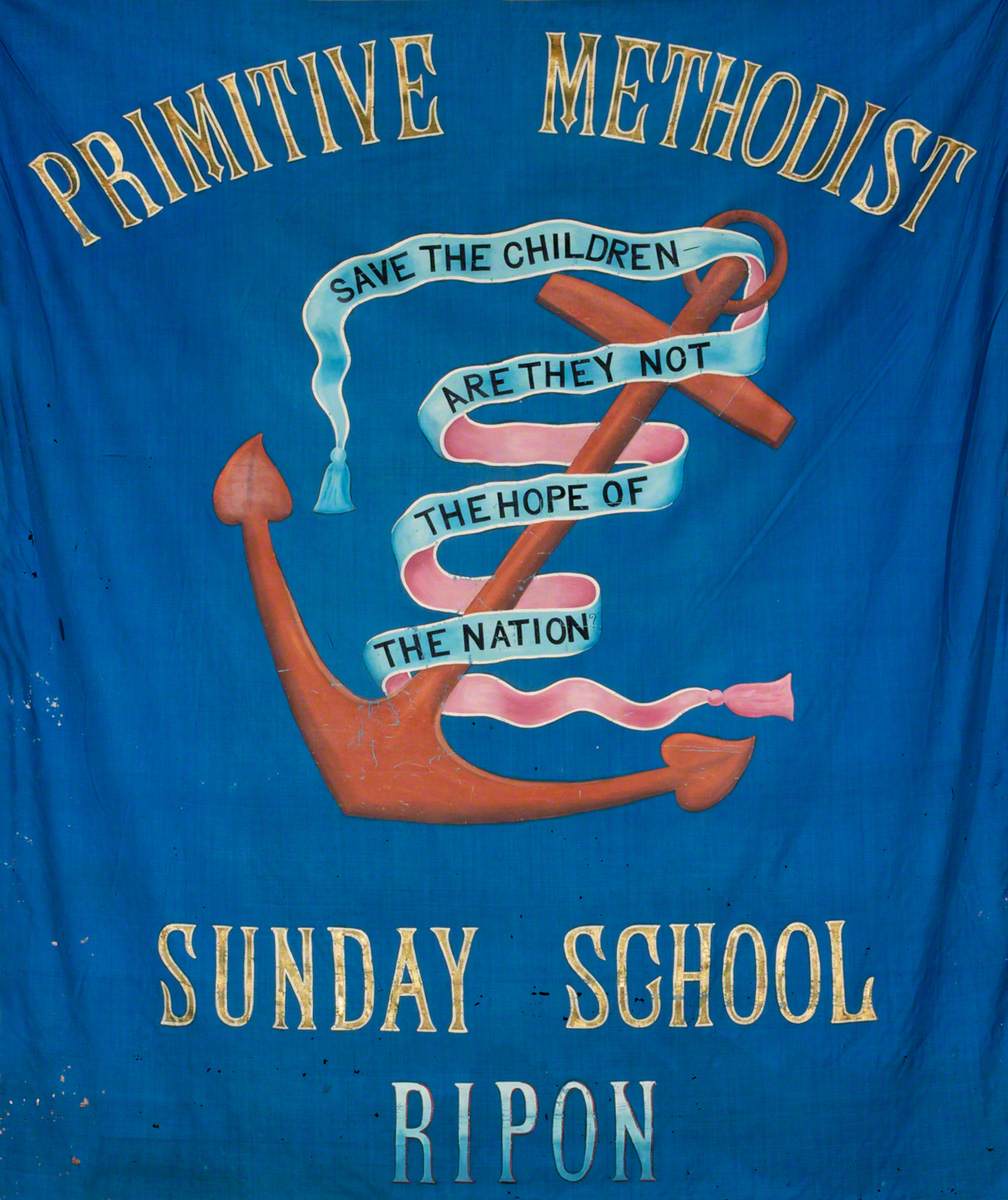 PRIMITIVE METHODIST
SAVE THE CHILDREN—
ARE THEY NOT
THE HOPE OF
THE NATION?
SUNDAY SCHOOL
RIPON